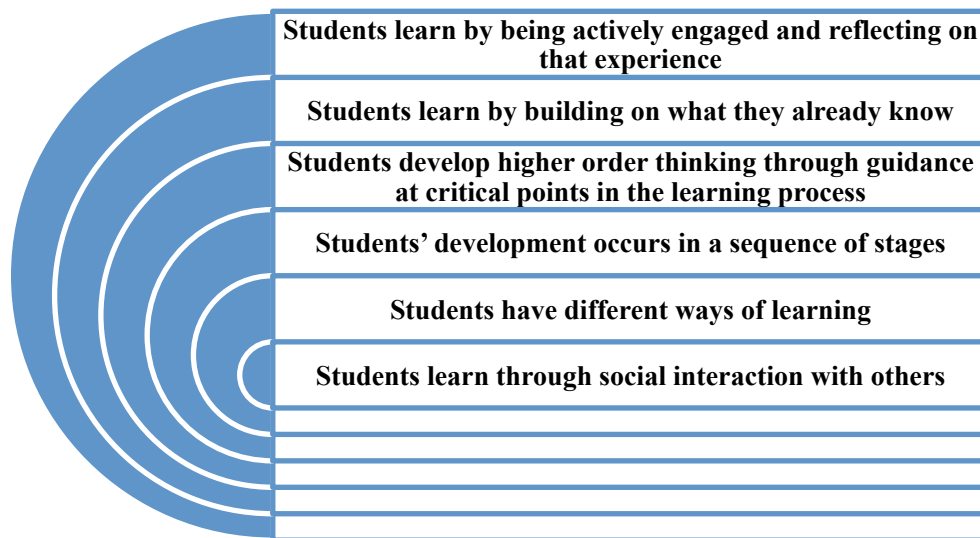 Students learn by being actively engaged and reflecting on
that experience
Students learn by building on what they already know
Students develop higher order thinking through guidance
at critical points in the learning process
Students’ development occurs in a sequence of stages
Students have different ways of learning
Students learn through social interaction with others